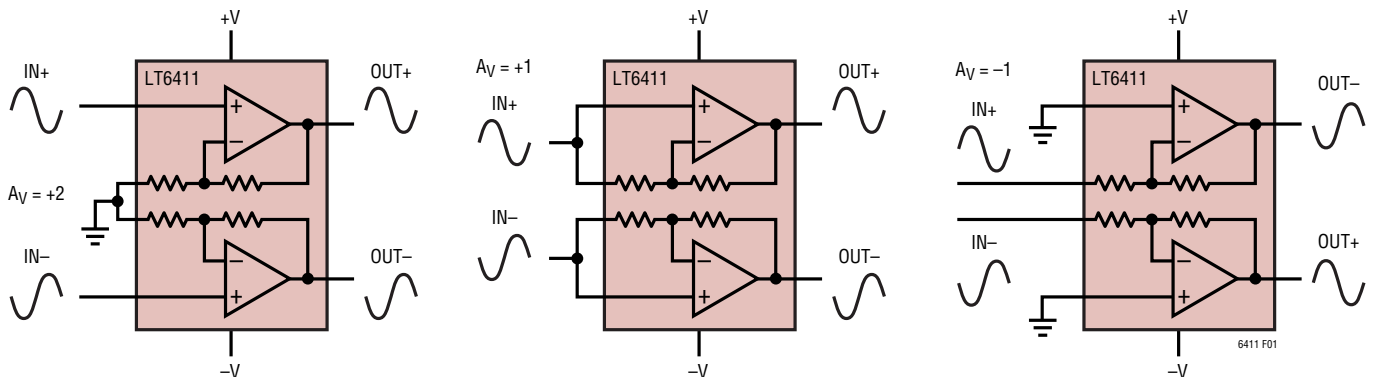 +V
IN+
LT6411
OUT+
+
–
AV = +2
IN–
OUT–
–
+
–V
+V
AV = +1
IN+
LT6411
OUT+
+
–
IN–
OUT–
–
+
–V
+V
AV = –1
IN+
LT6411
OUT–
+
–
IN–
OUT+
–
+
6411 F01
–V